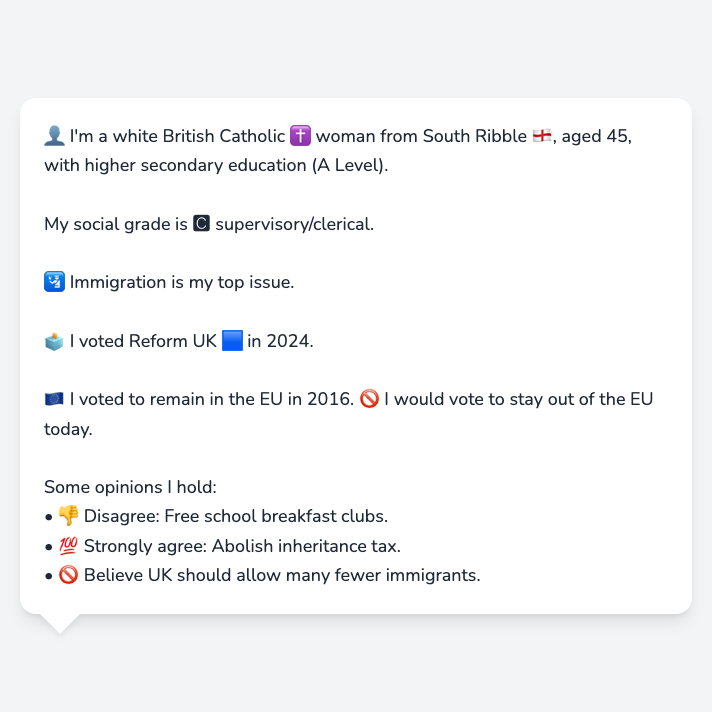 👤 I'm a white British Catholic ✝️ woman from South Ribble 🏴󠁧󠁢󠁥󠁮󠁧󠁿, aged 45,
with higher secondary education (A Level).
My social grade is 🅲 supervisory/clerical.
🛂 Immigration is my top issue.
🗳️ I voted Reform UK 🟦 in 2024.
🇪🇺 I voted to remain in the EU in 2016. 🚫 I would vote to stay out of the EU
today.
Some opinions I hold:
• 👎 Disagree: Free school breakfast clubs.
• 💯 Strongly agree: Abolish inheritance tax.
• 🚫 Believe UK should allow many fewer immigrants.